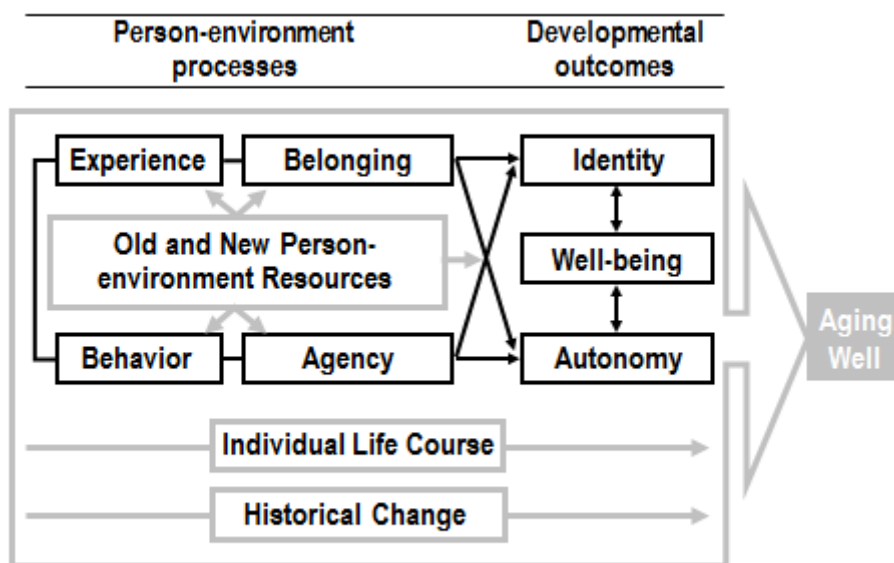 Person-environment
processes
Developmental
outcomes
Experience
Belonging
Identity
Old and New Person-
environment Resources
Well-being
Behavior
Agency
Autonomy
Aging
Well
Individual Life Course
Historical Change